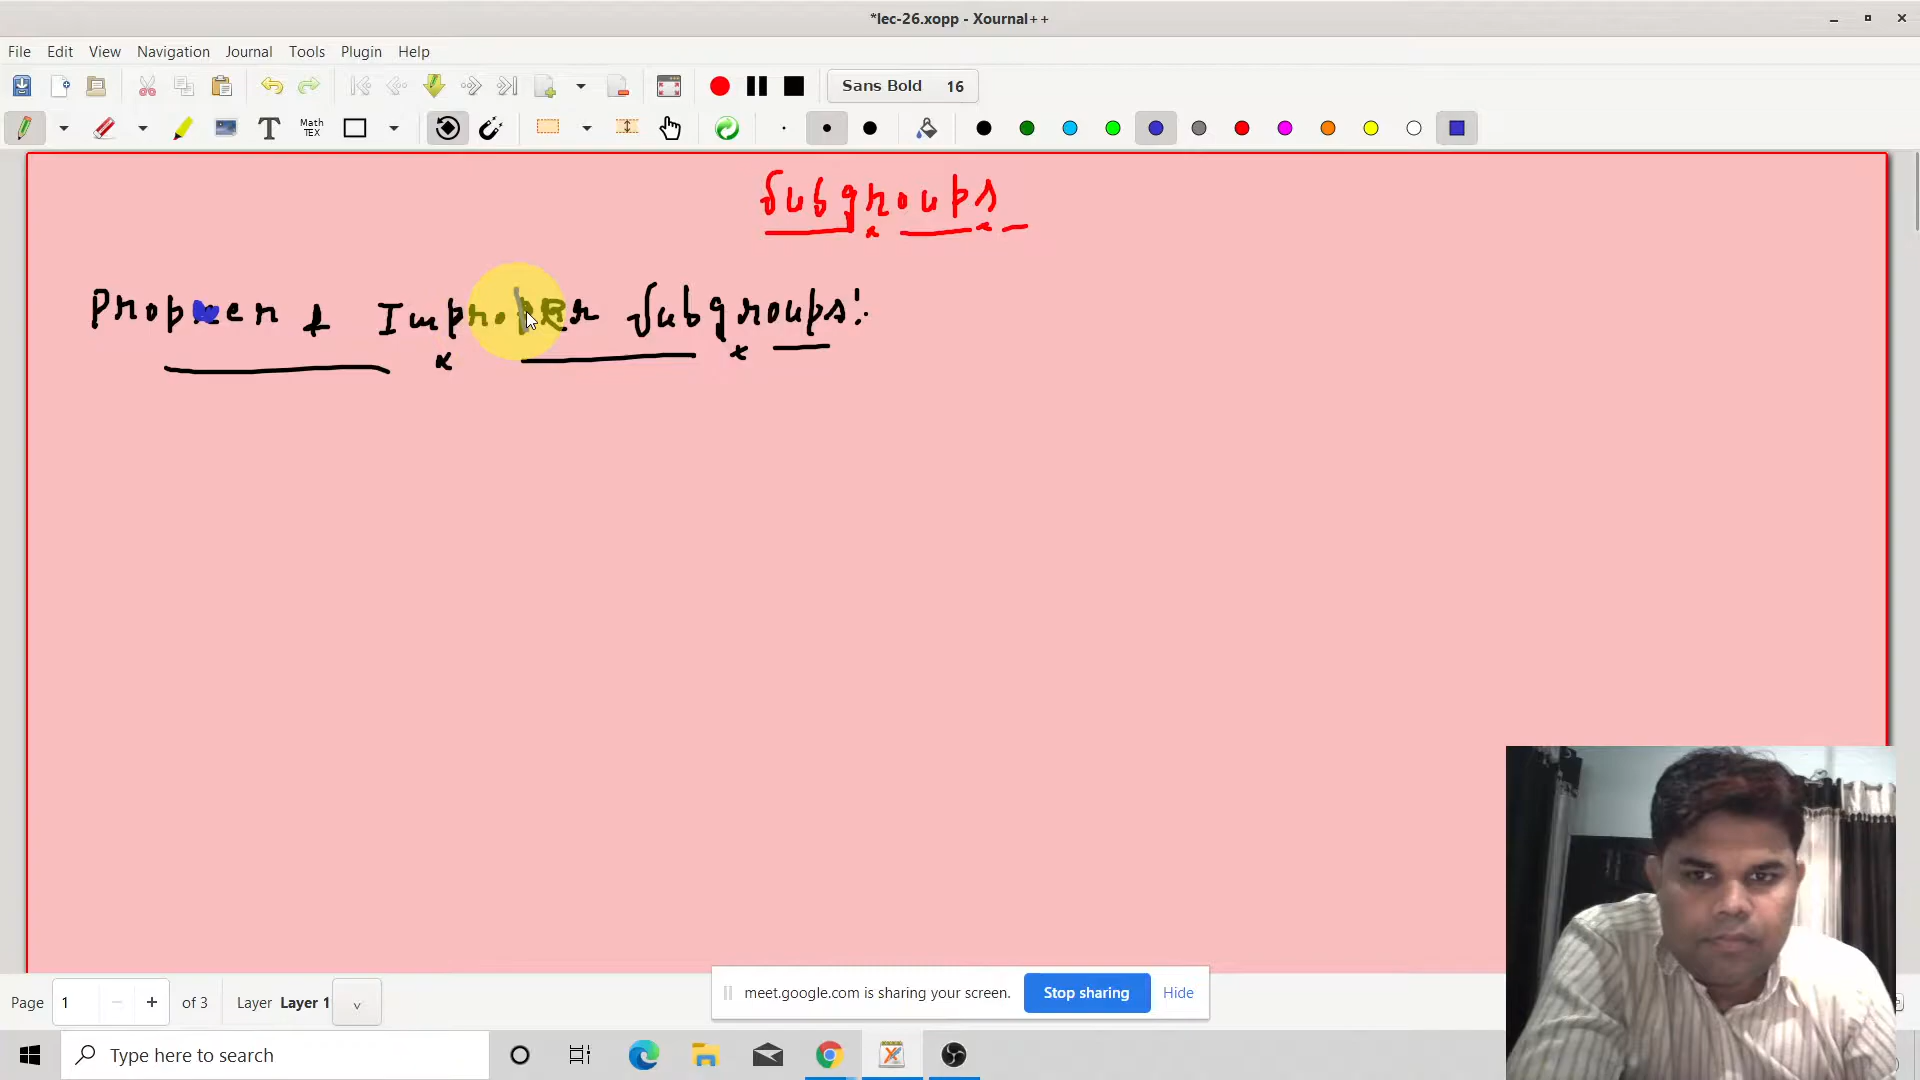 *lec-26.xopp - Xournal++
File Edit View Navigation Journal Tools Plugin Help
Sans Bold 16
Math
TEX
Subgroups
Proper & Improper Subgroups:
Page 1 of 3 Layer Layer 1
meet.google.com is sharing your screen. Stop sharing Hide
Type here to search